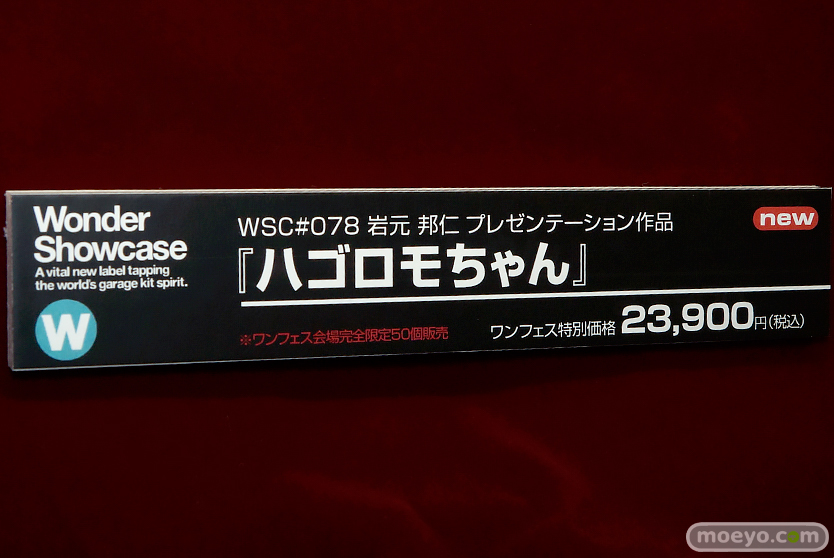 Wonder
Showcase
A vital new label tapping
the world's garage kit spirit.
W
WSC#078 岩元 邦仁 プレゼンテーション作品
new
『ハゴロモちゃん』
※ワンフェス会場完全限定50個販売
ワンフェス特別価格 23,900円(税込)
moeyo.com